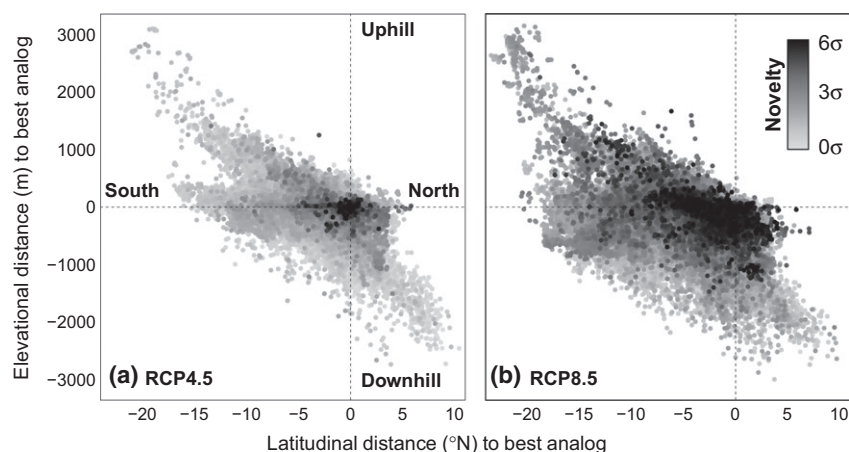 Elevational distance (m) to best analog
3000
2000
1000
0
−1000
−2000
−3000
Uphill
South
North
Downhill
(a) RCP4.5
−20 −15 −10 −5 0 5 10
Novelty
6σ
3σ
0σ
(b) RCP8.5
−20 −15 −10 −5 0 5 10
Latitudinal distance (°N) to best analog